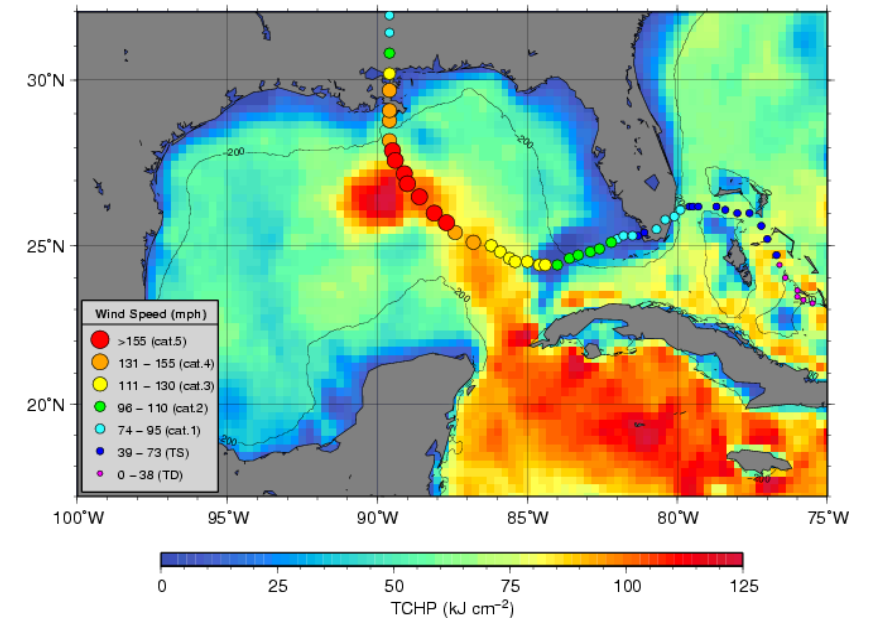 30°N
25°N
20°N
-200
-200
-200
-200
Wind Speed (mph)
>155 (cat.5)
131 – 155 (cat.4)
111 – 130 (cat.3)
96 – 110 (cat.2)
74 – 95 (cat.1)
39 – 73 (TS)
0 – 38 (TD)
100°W 95°W 90°W 85°W 80°W 75°W
0 25 50 75 100 125
TCHP (kJ cm⁻²)